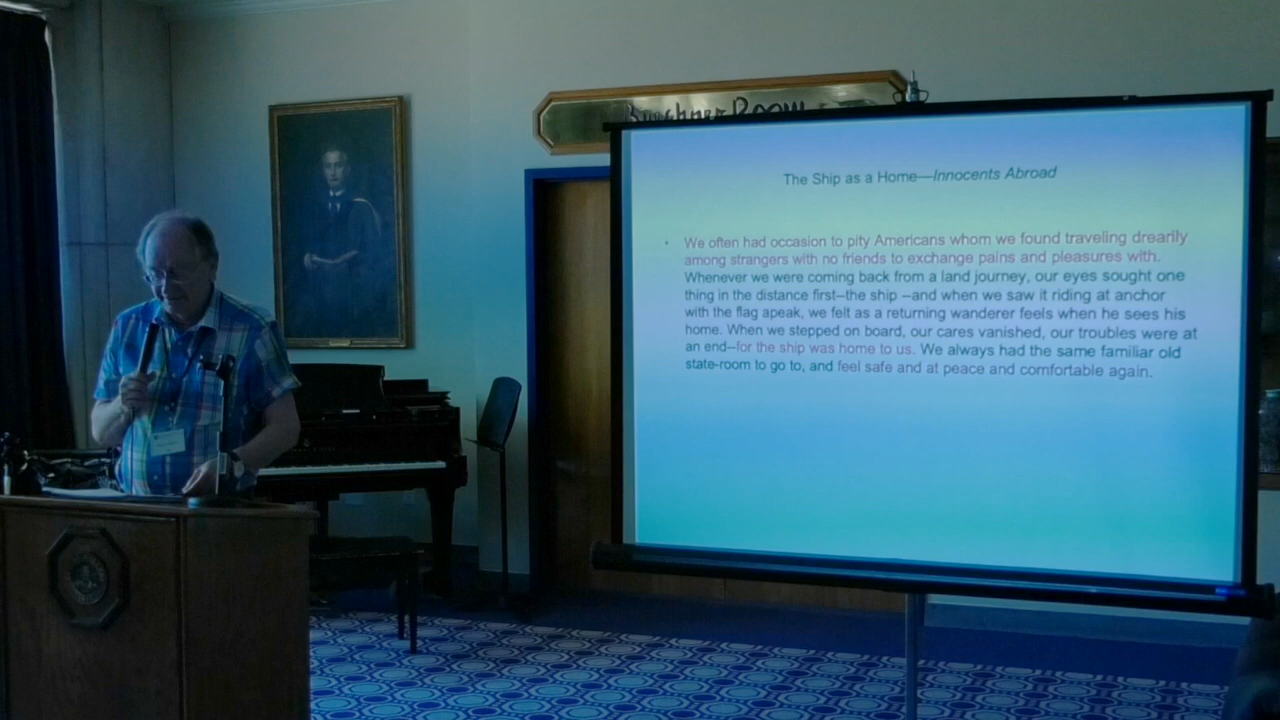 Room
The Ship as a Home—Innocents Abroad
• We often had occasion to pity Americans whom we found traveling drearily
among strangers with no friends to exchange pains and pleasures with.
Whenever we were coming back from a land journey, our eyes sought one
thing in the distance first--the ship --and when we saw it riding at anchor
with the flag apeak, we felt as a returning wanderer feels when he sees his
home. When we stepped on board, our cares vanished, our troubles were at
an end--for the ship was home to us. We always had the same familiar old
state-room to go to, and feel safe and at peace and comfortable again.